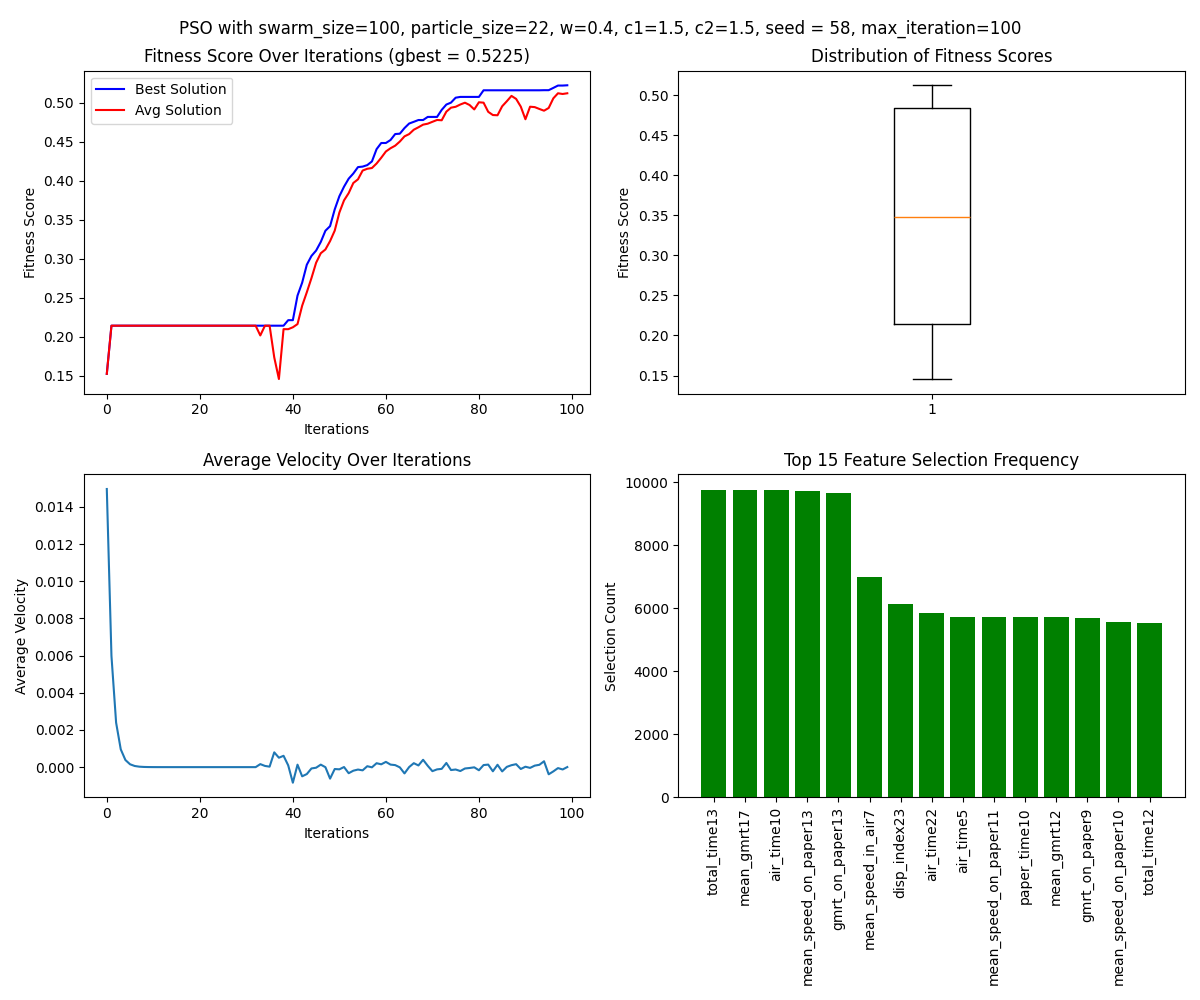 PSO with swarm_size=100, particle_size=22, w=0.4, c1=1.5, c2=1.5, seed = 58, max_iteration=100
Fitness Score Over Iterations (gbest = 0.5225)
Best Solution
Avg Solution
Fitness Score
0.50
0.45
0.40
0.35
0.30
0.25
0.20
0.15
0
20
40
60
80
100
Iterations
Distribution of Fitness Scores
Fitness Score
0.50
0.45
0.40
0.35
0.30
0.25
0.20
0.15
1
Average Velocity Over Iterations
Average Velocity
0.014
0.012
0.010
0.008
0.006
0.004
0.002
0.000
0
20
40
60
80
100
Iterations
Top 15 Feature Selection Frequency
Selection Count
10000
8000
6000
4000
2000
0
total_time13
mean_gmrt17
air_time10
mean_speed_on_paper13
gmrt_on_paper13
mean_speed_in_air7
disp_index23
air_time22
air_time5
mean_speed_on_paper11
paper_time10
mean_gmrt12
gmrt_on_paper9
mean_speed_on_paper10
total_time12